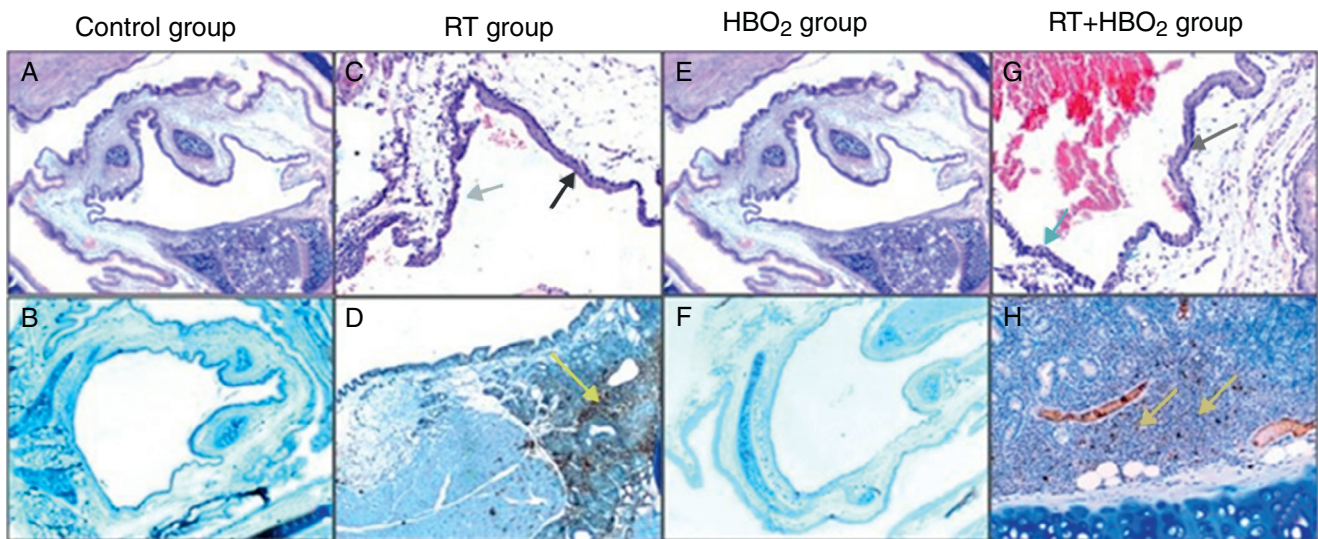 Control group RT group HBO₂ group RT+HBO₂ group
A C E G
B D F H